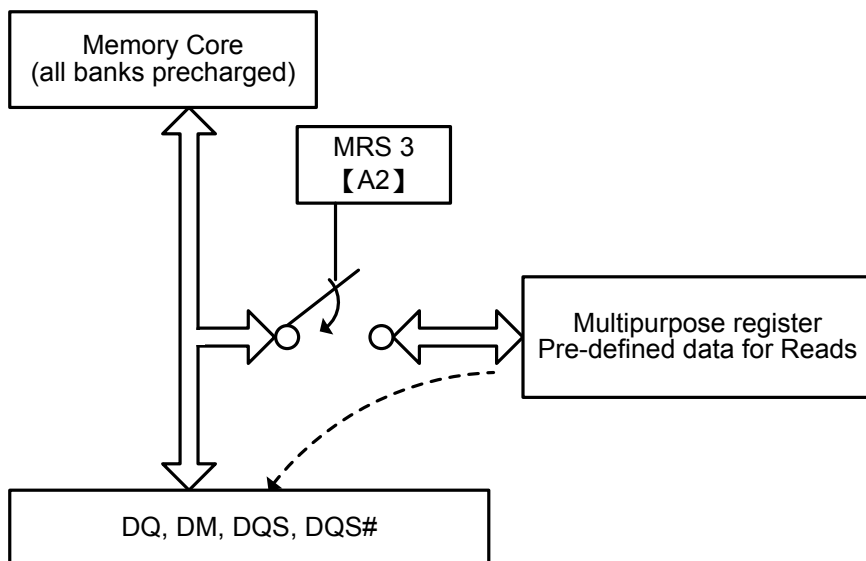 Memory Core
(all banks precharged)
MRS 3
【A2】
Multipurpose register
Pre-defined data for Reads
DQ, DM, DQS, DQS#